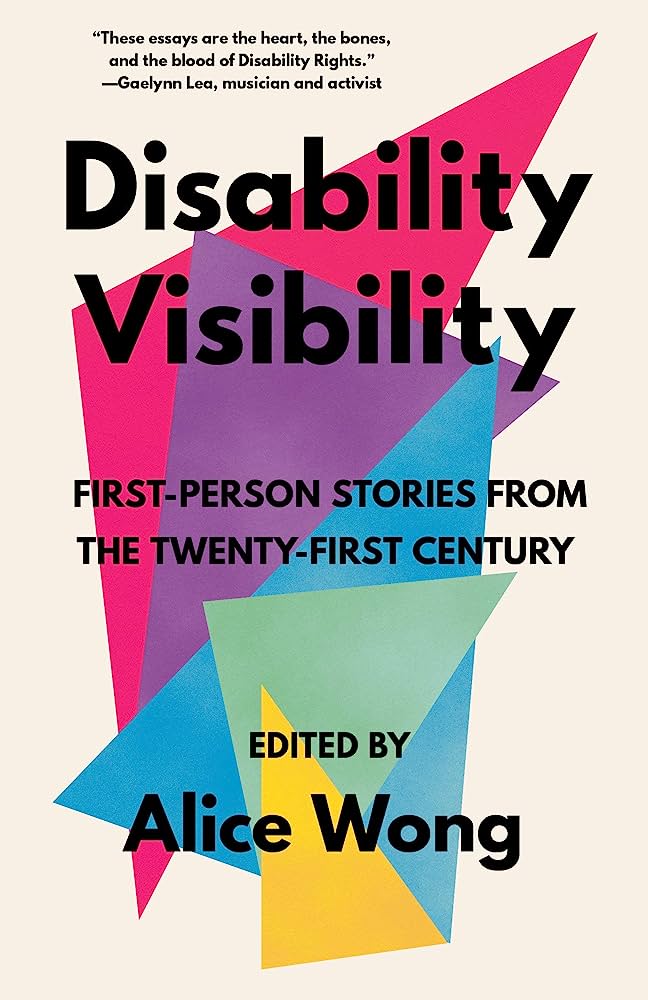 “These essays are the heart, the bones,
and the blood of Disability Rights.”
—Gaelynn Lea, musician and activist
Disability
Visibility
FIRST-PERSON STORIES FROM
THE TWENTY-FIRST CENTURY
EDITED BY
Alice Wong